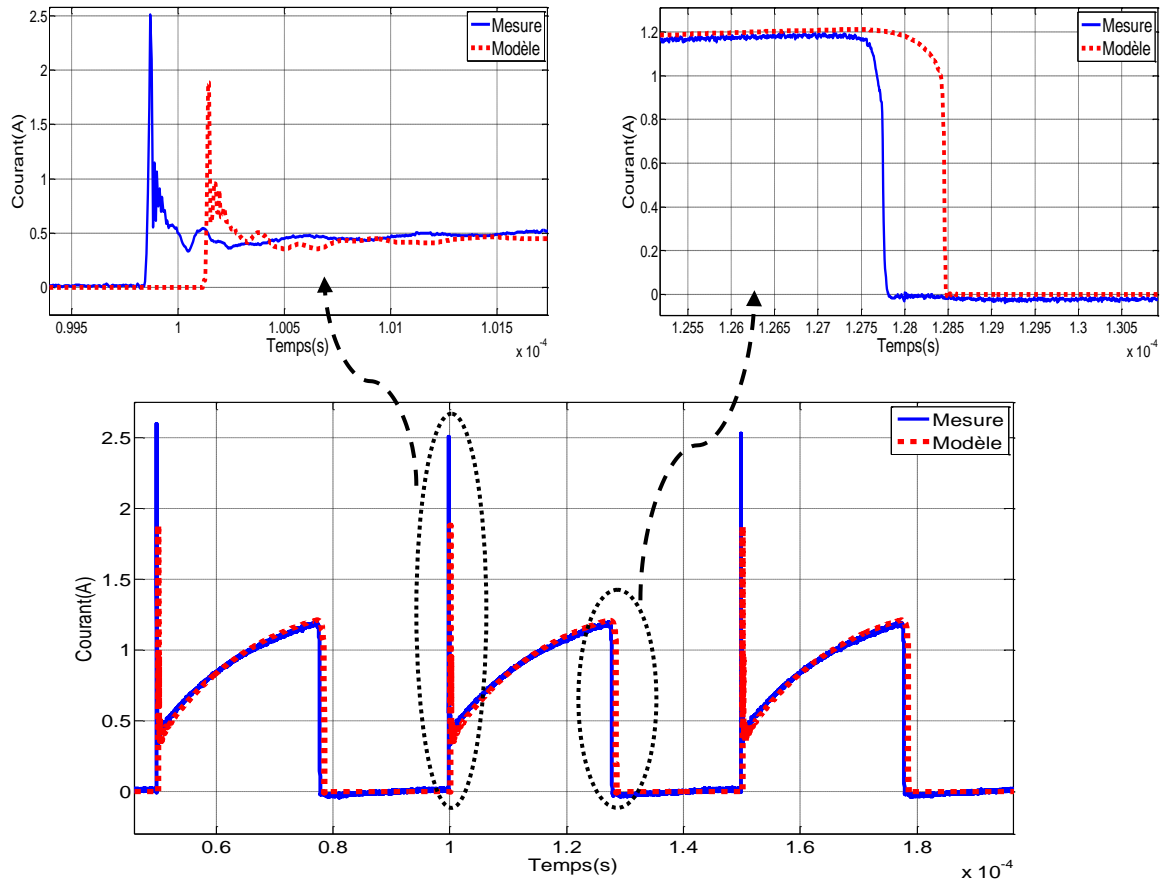 2.5
2
1.5
1
0.5
0
Courant(A)
Mesure
Modèle
0.995
1
1.005
1.01
1.015
Temps(s)
x 10⁻⁴
1.2
1
0.8
0.6
0.4
0.2
0
Courant(A)
Mesure
Modèle
1.255
1.26
1.265
1.27
1.275
1.28
1.285
1.29
1.295
1.3
1.305
Temps(s)
x 10⁻⁴
2.5
2
1.5
1
0.5
0
Courant(A)
Mesure
Modèle
0.6
0.8
1
1.2
1.4
1.6
1.8
Temps(s)
x 10⁻⁴